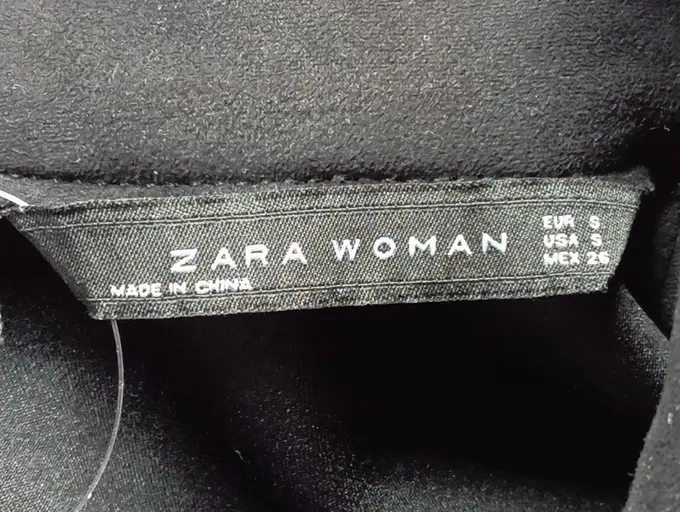 ZARA WOMAN
MADE IN CHINA
EUR S
USA S
MEX 26